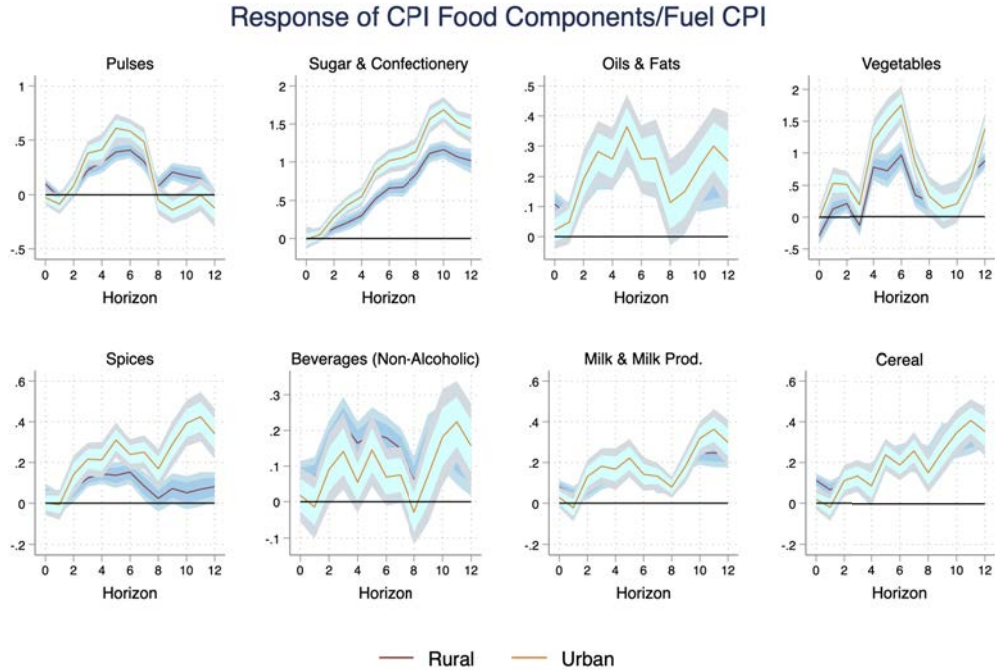 Response of CPI Food Components/Fuel CPI
Pulses
1
.5
0
-.5
0 2 4 6 8 10 12
Horizon
Sugar & Confectionery
2
1.5
1
.5
0
0 2 4 6 8 10 12
Horizon
Oils & Fats
.5
.4
.3
.2
.1
0
0 2 4 6 8 10 12
Horizon
Vegetables
2
1.5
1
.5
0
-.5
0 2 4 6 8 10 12
Horizon
Spices
.6
.4
.2
0
-.2
0 2 4 6 8 10 12
Horizon
Beverages (Non-Alcoholic)
.3
.2
.1
0
-.1
0 2 4 6 8 10 12
Horizon
Milk & Milk Prod.
.6
.4
.2
0
-.2
0 2 4 6 8 10 12
Horizon
Cereal
.6
.4
.2
0
-.2
0 2 4 6 8 10 12
Horizon
Rural Urban